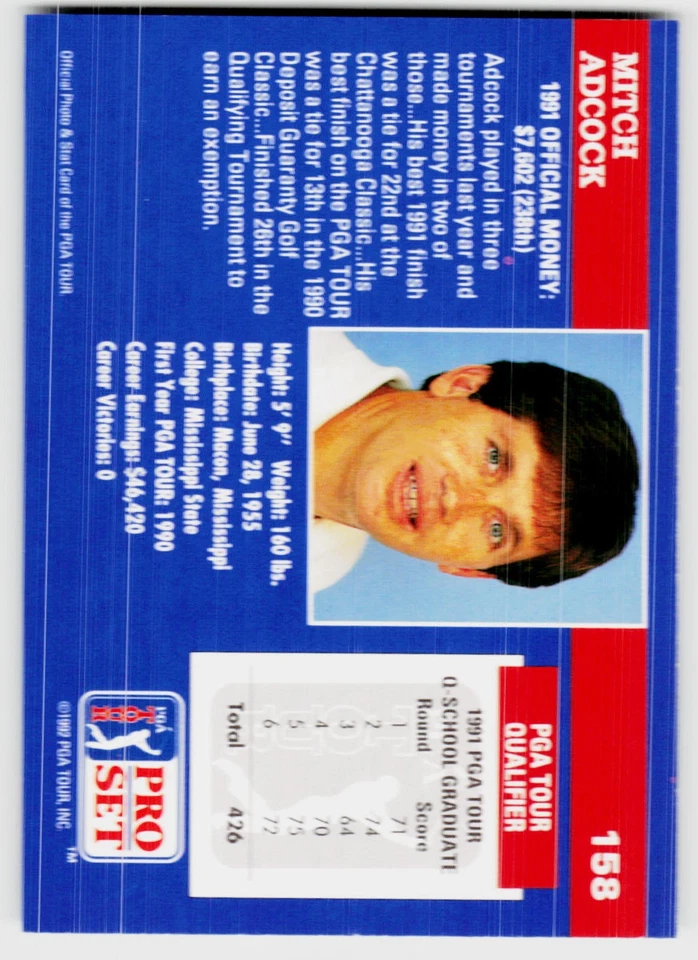 MITCH
ADCOCK
158
1991 OFFICIAL MONEY:
$7,602 (238th)
Adcock played in three
tournaments last year and
made money in two of
those...His best 1991 finish
was a tie for 22nd at the
Chattanooga Classic...His
best finish on the PGA TOUR
was a tie for 13th in the 1990
Deposit Guaranty Golf
Classic...Finished 28th in the
Qualifying Tournament to
earn an exemption.
Height: 5' 9" Weight: 160 lbs.
Birthdate: June 28, 1955
Birthplace: Macon, Mississippi
College: Mississippi State
First Year PGA TOUR: 1990
Career Earnings: $46,420
Career Victories: 0
PGA TOUR
QUALIFIER
1991 PGA TOUR
Q-SCHOOL GRADUATE
Round Score
1 71
2 74
3 64
4 70
5 75
6 72
Total 426
PGA
TOUR
PRO
SET
Official Photo & Stat Card of the PGA TOUR.
©1992 PGA TOUR, INC. ™